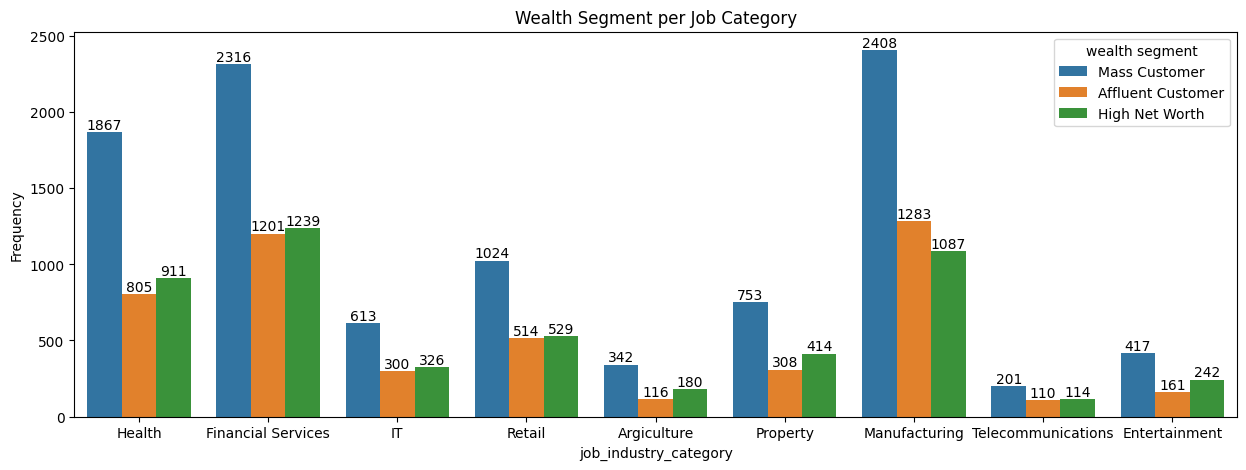 Wealth Segment per Job Category
2500
2000
1500
1000
500
0
Frequency
wealth segment
Mass Customer
Affluent Customer
High Net Worth
1867
805
911
2316
1201
1239
613
300
326
1024
514
529
342
116
180
753
308
414
2408
1283
1087
201
110
114
417
161
242
Health
Financial Services
IT
Retail
Argiculture
Property
Manufacturing
Telecommunications
Entertainment
job_industry_category